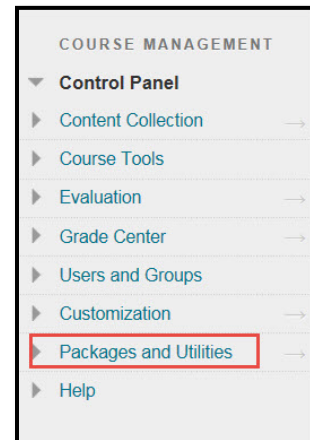 COURSE MANAGEMENT
Control Panel
Content Collection
Course Tools
Evaluation
Grade Center
Users and Groups
Customization
Packages and Utilities
Help